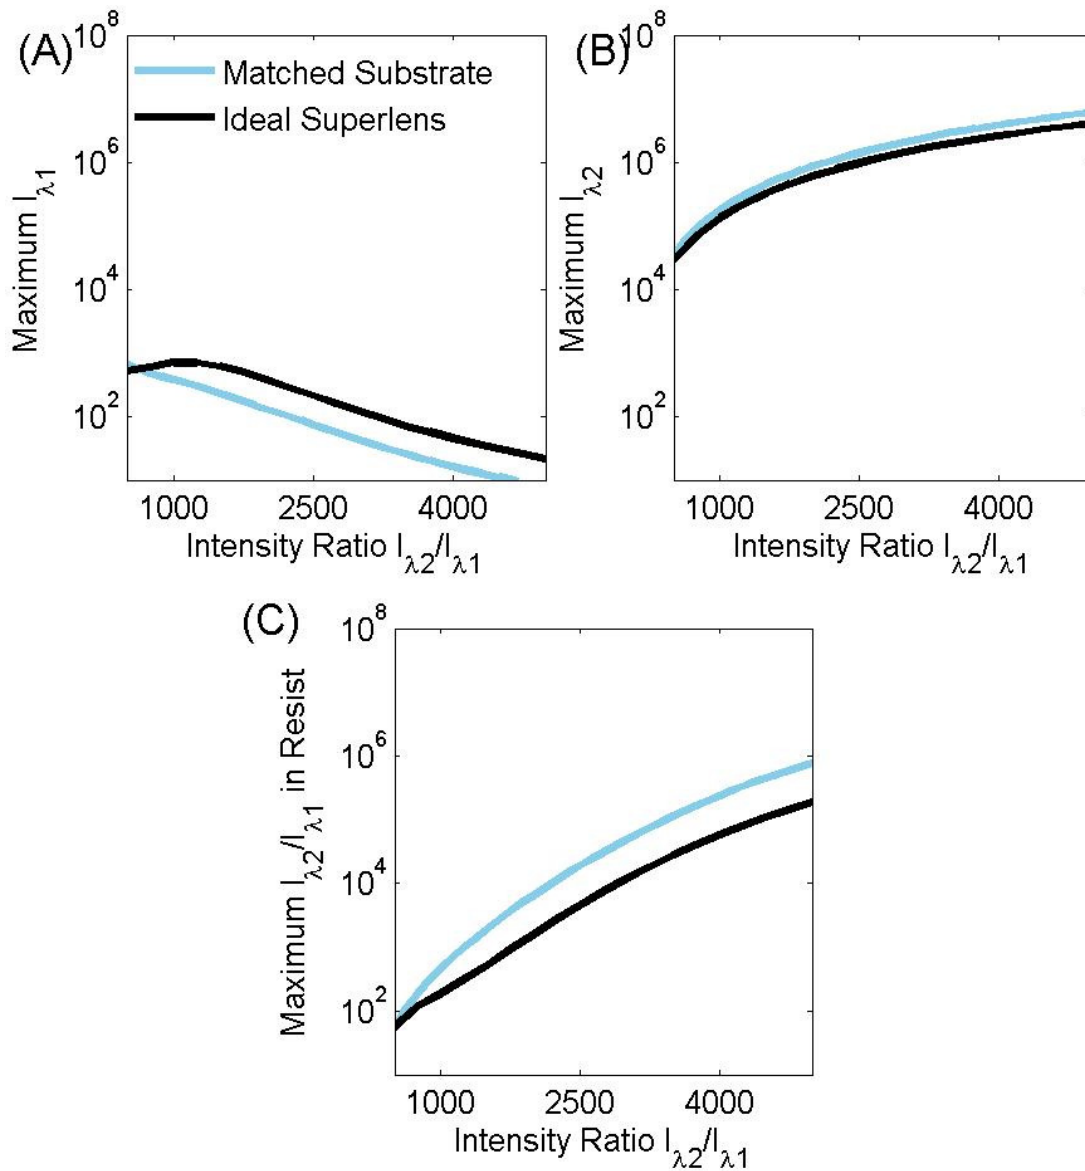 (A)
10^8
Matched Substrate
Ideal Superlens
10^6
10^4
10^2
Maximum I_λ1
1000 2500 4000
Intensity Ratio I_λ2/I_λ1
(B)
10^8
10^6
10^4
10^2
Maximum I_λ2
1000 2500 4000
Intensity Ratio I_λ2/I_λ1
(C)
10^8
10^6
10^4
10^2
Maximum I_λ2/I_λ1 in Resist
1000 2500 4000
Intensity Ratio I_λ2/I_λ1